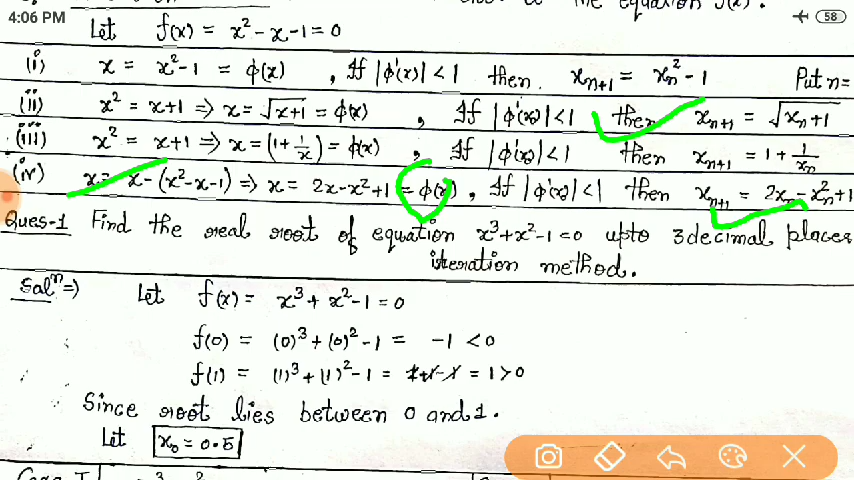 4:06 PM
58
the equation f(x).
Let f(x) = x² - x - 1 = 0
(i) x = x² - 1 = ϕ(x) , If |ϕ'(x)| < 1 then xₙ₊₁ = xₙ² - 1 Put n=
(ii) x² = x+1 ⇒ x = √(x+1) = ϕ(x) , If |ϕ'(x)| < 1 then xₙ₊₁ = √(xₙ+1)
(iii) x² = x+1 ⇒ x = (1 + 1/x) = ϕ(x) , If |ϕ'(x)| < 1 then xₙ₊₁ = 1 + 1/xₙ
(iv) x = x - (x² - x - 1) ⇒ x = 2x - x² + 1 = ϕ(x) , If |ϕ'(x)| < 1 then xₙ₊₁ = 2xₙ - xₙ² + 1
Ques-1 Find the real root of equation x³ + x² - 1 = 0 upto 3 decimal places
iteration method.
Solⁿ ⇒ Let f(x) = x³ + x² - 1 = 0
f(0) = (0)³ + (0)² - 1 = -1 < 0
f(1) = (1)³ + (1)² - 1 = 1+1-1 = 1 > 0
Since root lies between 0 and 1.
Let x₀ = 0.5